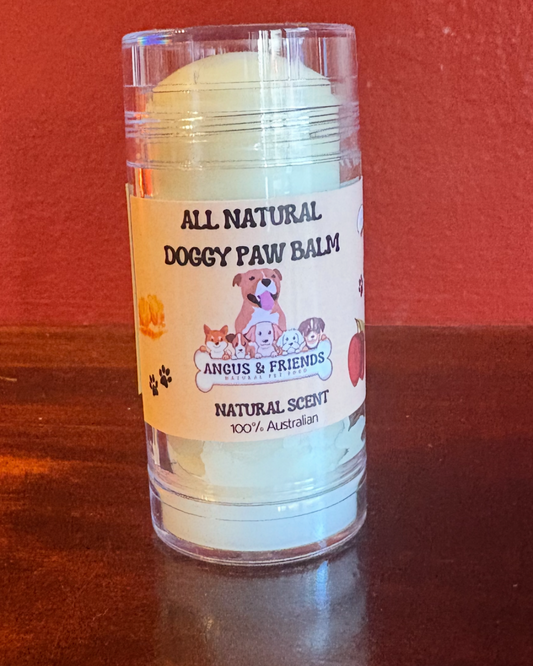 ALL NATURAL
DOGGY PAW BALM
ANGUS & FRIENDS
NATURAL PET FOOD
NATURAL SCENT
100% Australian